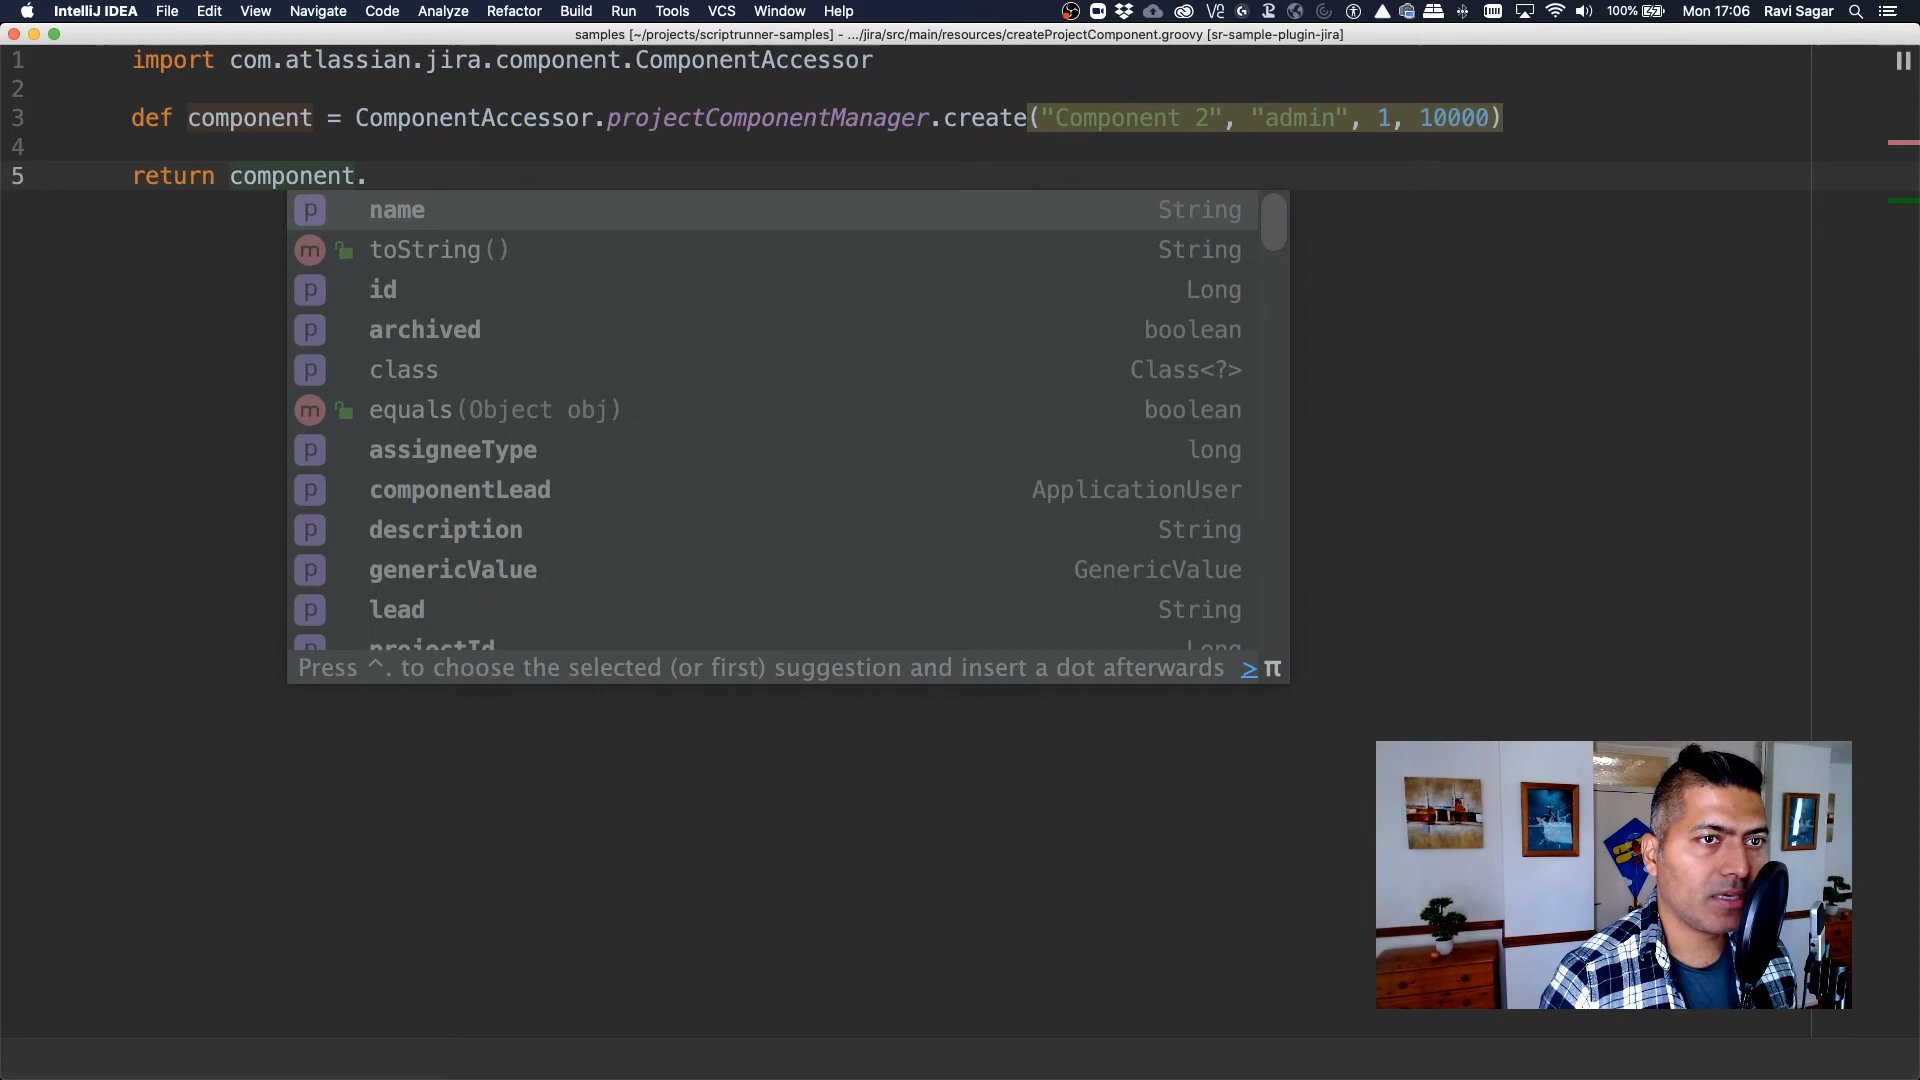 IntelliJ IDEA File Edit View Navigate Code Analyze Refactor Build Run Tools VCS Window Help 100% Mon 17:06 Ravi Sagar
samples [~/projects/scriptrunner-samples] - .../jira/src/main/resources/createProjectComponent.groovy [sr-sample-plugin-jira]
1 import com.atlassian.jira.component.ComponentAccessor
2
3 def component = ComponentAccessor.projectComponentManager.create("Component 2", "admin", 1, 10000)
4
5 return component.
p name String
m toString() String
p id Long
p archived boolean
p class Class<?>
m equals(Object obj) boolean
p assigneeType long
p componentLead ApplicationUser
p description String
p genericValue GenericValue
p lead String
p projectId Long
Press ^. to choose the selected (or first) suggestion and insert a dot afterwards ≥ π